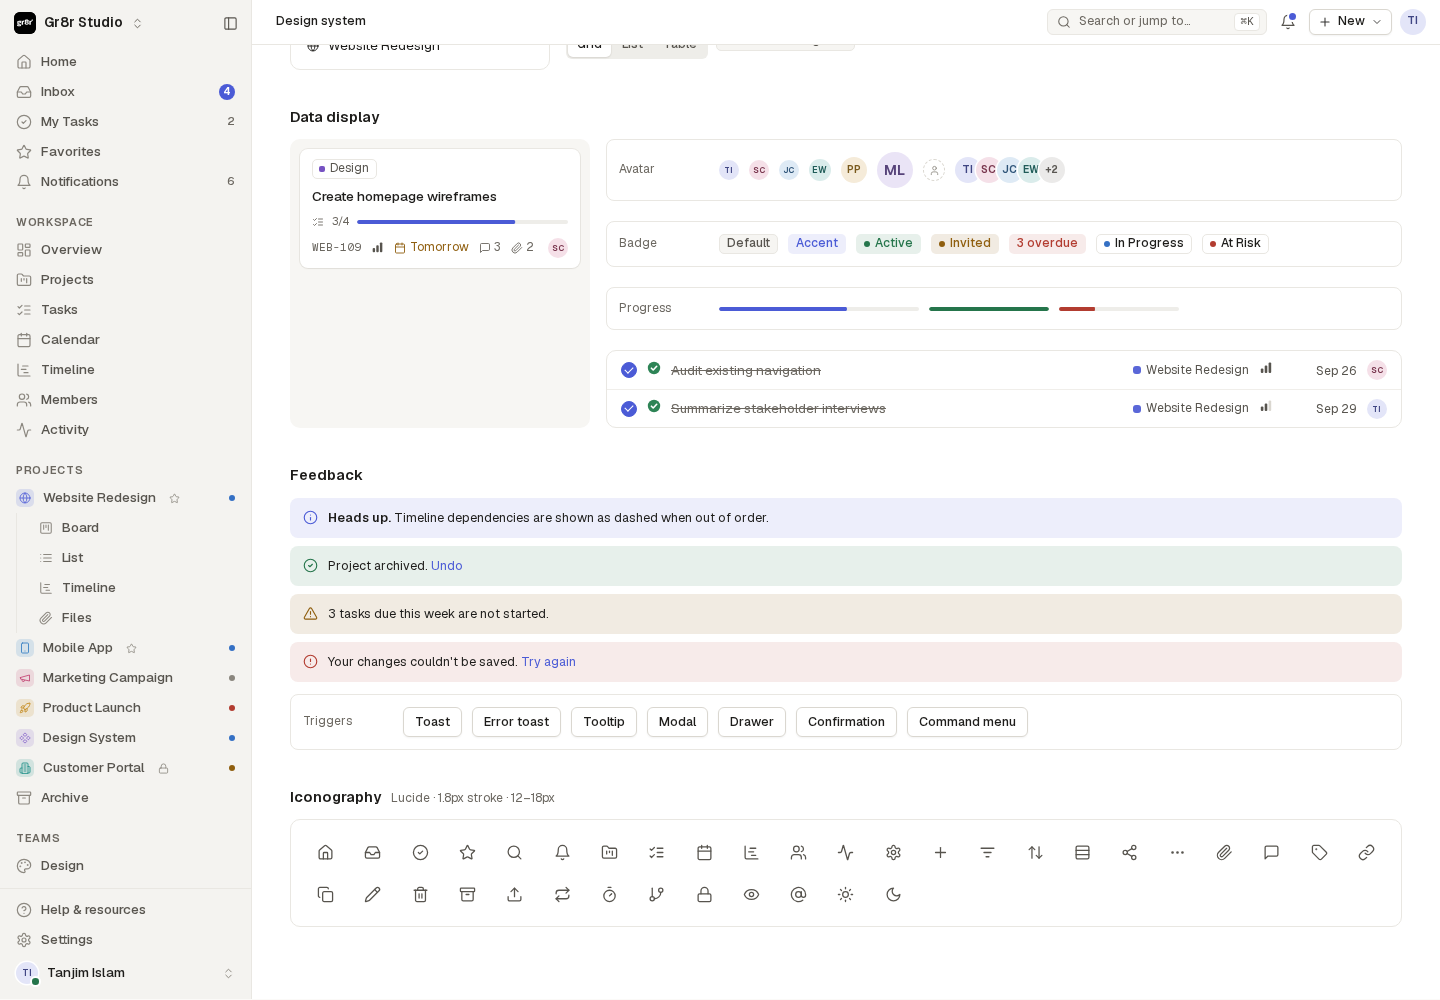 gr8r Gr8r Studio
Home
Inbox 4
My Tasks 2
Favorites
Notifications 6
WORKSPACE
Overview
Projects
Tasks
Calendar
Timeline
Members
Activity
PROJECTS
Website Redesign
Board
List
Timeline
Files
Mobile App
Marketing Campaign
Product Launch
Design System
Customer Portal
Archive
TEAMS
Design
Help & resources
Settings
TI Tanjim Islam
Design system
Search or jump to... ⌘K
New
TI
Website Redesign
Grid List Table
Data display
Design
Create homepage wireframes
3/4
WEB-109 Tomorrow 3 2 SC
Avatar TI SC JC EW PP ML TI SC JC EW +2
Badge Default Accent Active Invited 3 overdue In Progress At Risk
Progress
Audit existing navigation Website Redesign Sep 26 SC
Summarize stakeholder interviews Website Redesign Sep 29 TI
Feedback
Heads up. Timeline dependencies are shown as dashed when out of order.
Project archived. Undo
3 tasks due this week are not started.
Your changes couldn't be saved. Try again
Triggers Toast Error toast Tooltip Modal Drawer Confirmation Command menu
Iconography Lucide · 1.8px stroke · 12–18px